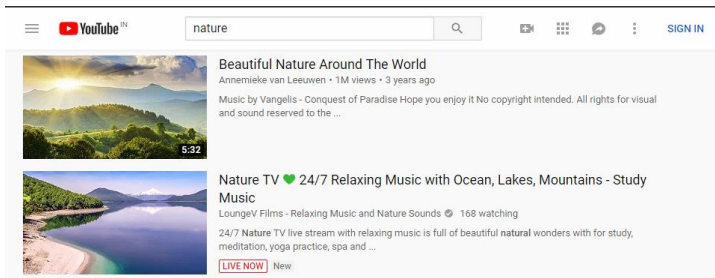 YouTube IN
nature
SIGN IN
Beautiful Nature Around The World
Annemieke van Leeuwen • 1M views • 3 years ago
Music by Vangelis - Conquest of Paradise Hope you enjoy it No copyright intended. All rights for visual
and sound reserved to the ...
5:32
Nature TV 💚 24/7 Relaxing Music with Ocean, Lakes, Mountains - Study
Music
LoungeV Films - Relaxing Music and Nature Sounds 168 watching
24/7 Nature TV live stream with relaxing music is full of beautiful natural wonders with for study,
meditation, yoga practice, spa and ...
LIVE NOW New